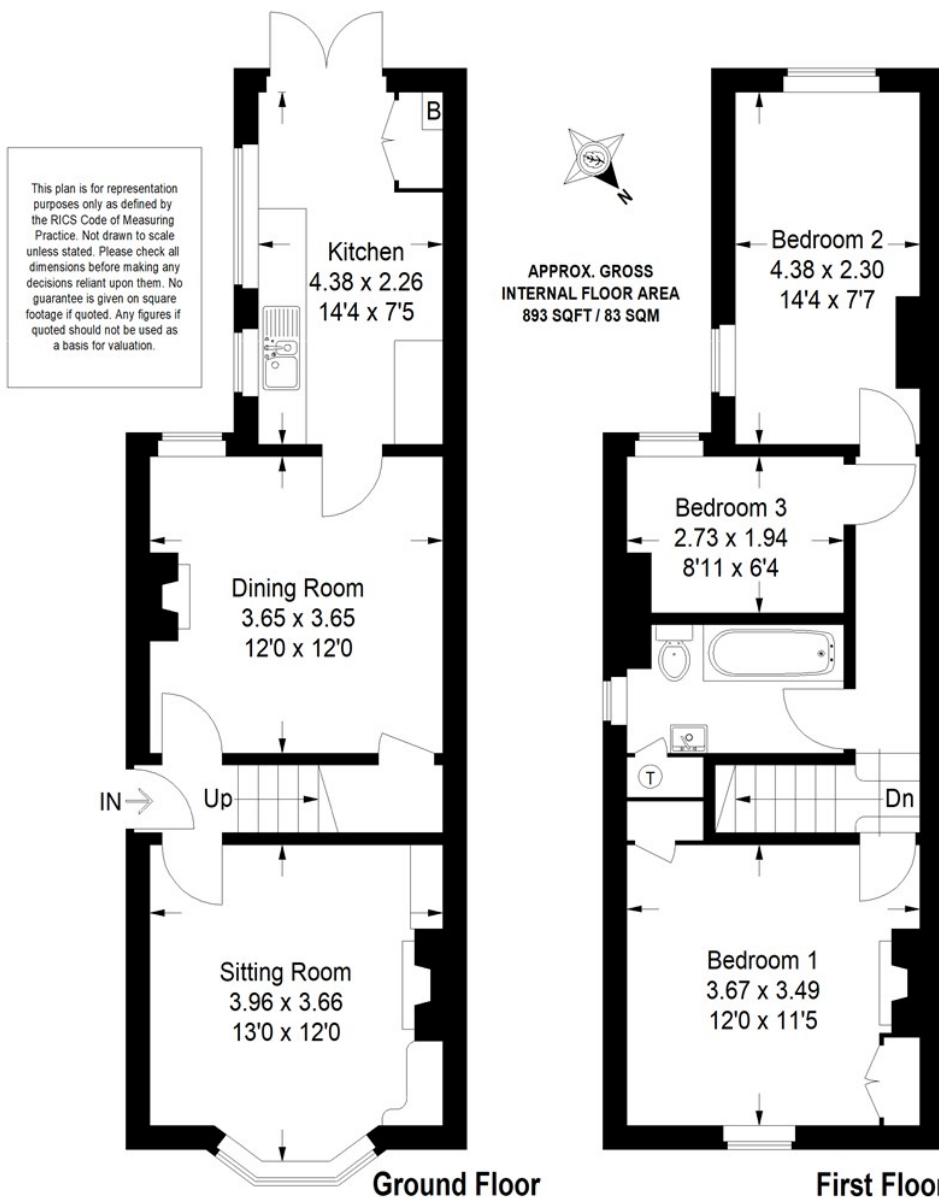 This plan is for representation
purposes only as defined by
the RICS Code of Measuring
Practice. Not drawn to scale
unless stated. Please check all
dimensions before making any
decisions reliant upon them. No
guarantee is given on square
footage if quoted. Any figures if
quoted should not be used as
a basis for valuation.
B
Kitchen
4.38 x 2.26
14'4 x 7'5
N
APPROX. GROSS
INTERNAL FLOOR AREA
893 SQFT / 83 SQM
Bedroom 2
4.38 x 2.30
14'4 x 7'7
Dining Room
3.65 x 3.65
12'0 x 12'0
Bedroom 3
2.73 x 1.94
8'11 x 6'4
IN
Up
T
Dn
Sitting Room
3.96 x 3.66
13'0 x 12'0
Bedroom 1
3.67 x 3.49
12'0 x 11'5
Ground Floor
First Floor